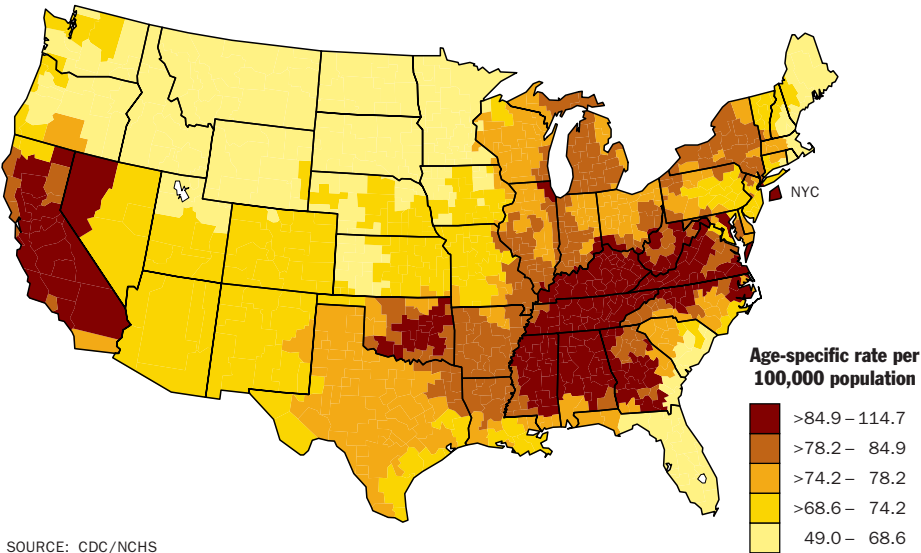 NYC
Age-specific rate per
100,000 population
>84.9 – 114.7
>78.2 – 84.9
>74.2 – 78.2
>68.6 – 74.2
49.0 – 68.6
SOURCE: CDC/NCHS